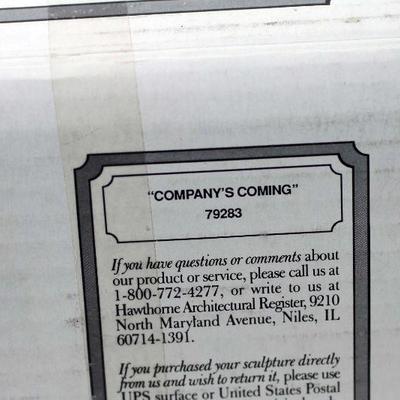 "COMPANY'S COMING"
79283
If you have questions or comments about
our product or service, please call us at
1-800-772-4277, or write to us at
Hawthorne Architectural Register, 9210
North Maryland Avenue, Niles, IL
60714-1391.
If you purchased your sculpture directly
from us and wish to return it, please use
UPS surface or United States Postal